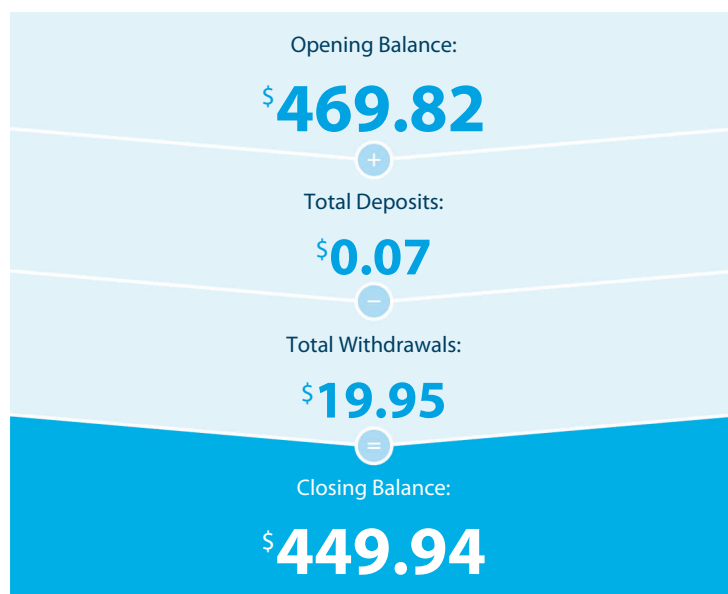 Opening Balance:
$469.82
+
Total Deposits:
$0.07
−
Total Withdrawals:
$19.95
=
Closing Balance:
$449.94